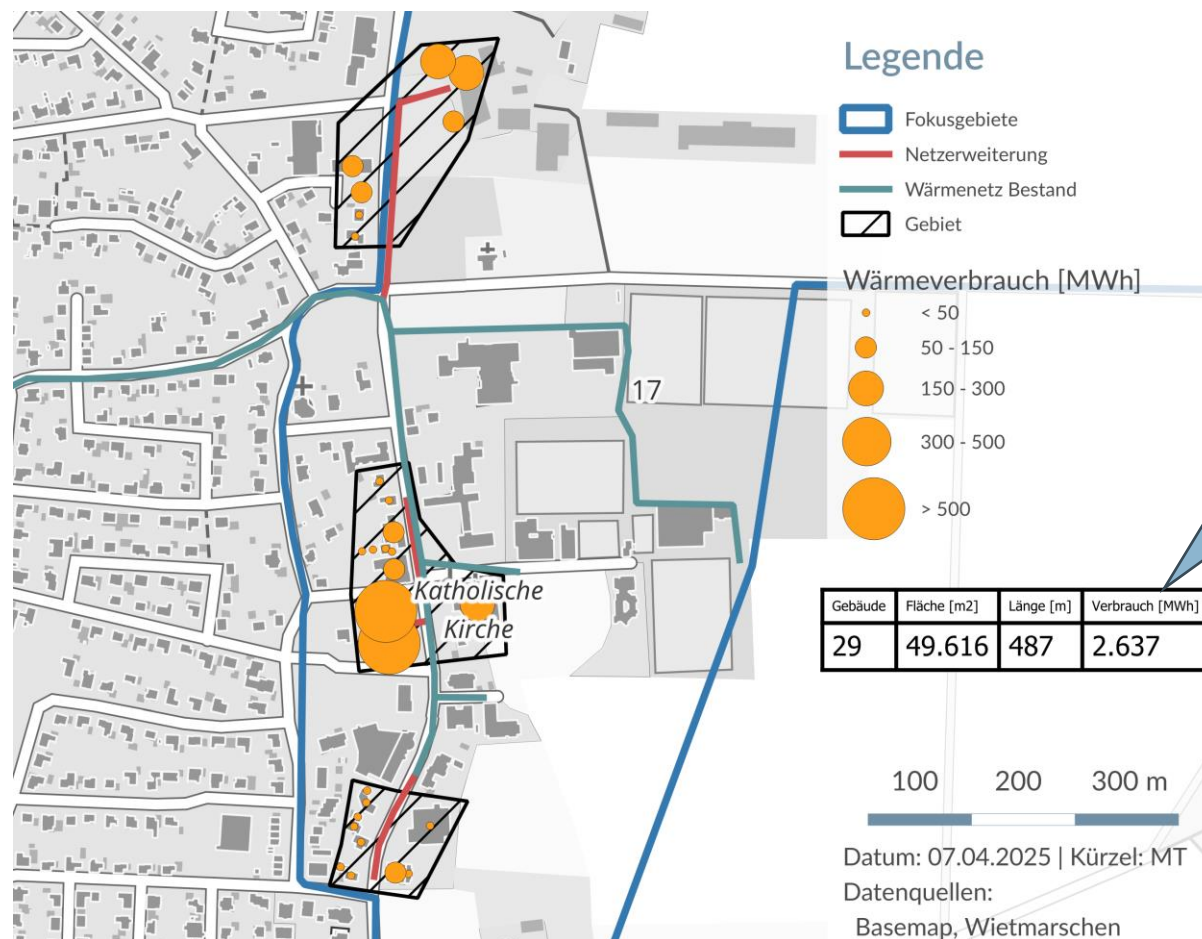 Legende
Fokusgebiete
Netzerweiterung
Wärmenetz Bestand
Gebiet
Wärmeverbrauch [MWh]
< 50
50 - 150
150 - 300
300 - 500
> 500
17
Katholische
Kirche
Gebäude Fläche [m2] Länge [m] Verbrauch [MWh]
29 49.616 487 2.637
100 200 300 m
Datum: 07.04.2025 | Kürzel: MT
Datenquellen:
Basemap, Wietmarschen